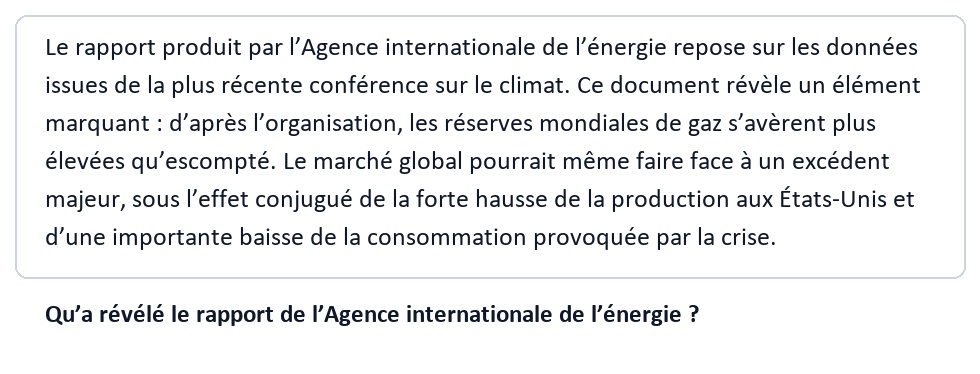 Le rapport produit par l’Agence internationale de l’énergie repose sur les données
issues de la plus récente conférence sur le climat. Ce document révèle un élément
marquant : d’après l’organisation, les réserves mondiales de gaz s’avèrent plus
élevées qu’escompté. Le marché global pourrait même faire face à un excédent
majeur, sous l’effet conjugué de la forte hausse de la production aux États-Unis et
d’une importante baisse de la consommation provoquée par la crise.
Qu’a révélé le rapport de l’Agence internationale de l’énergie ?